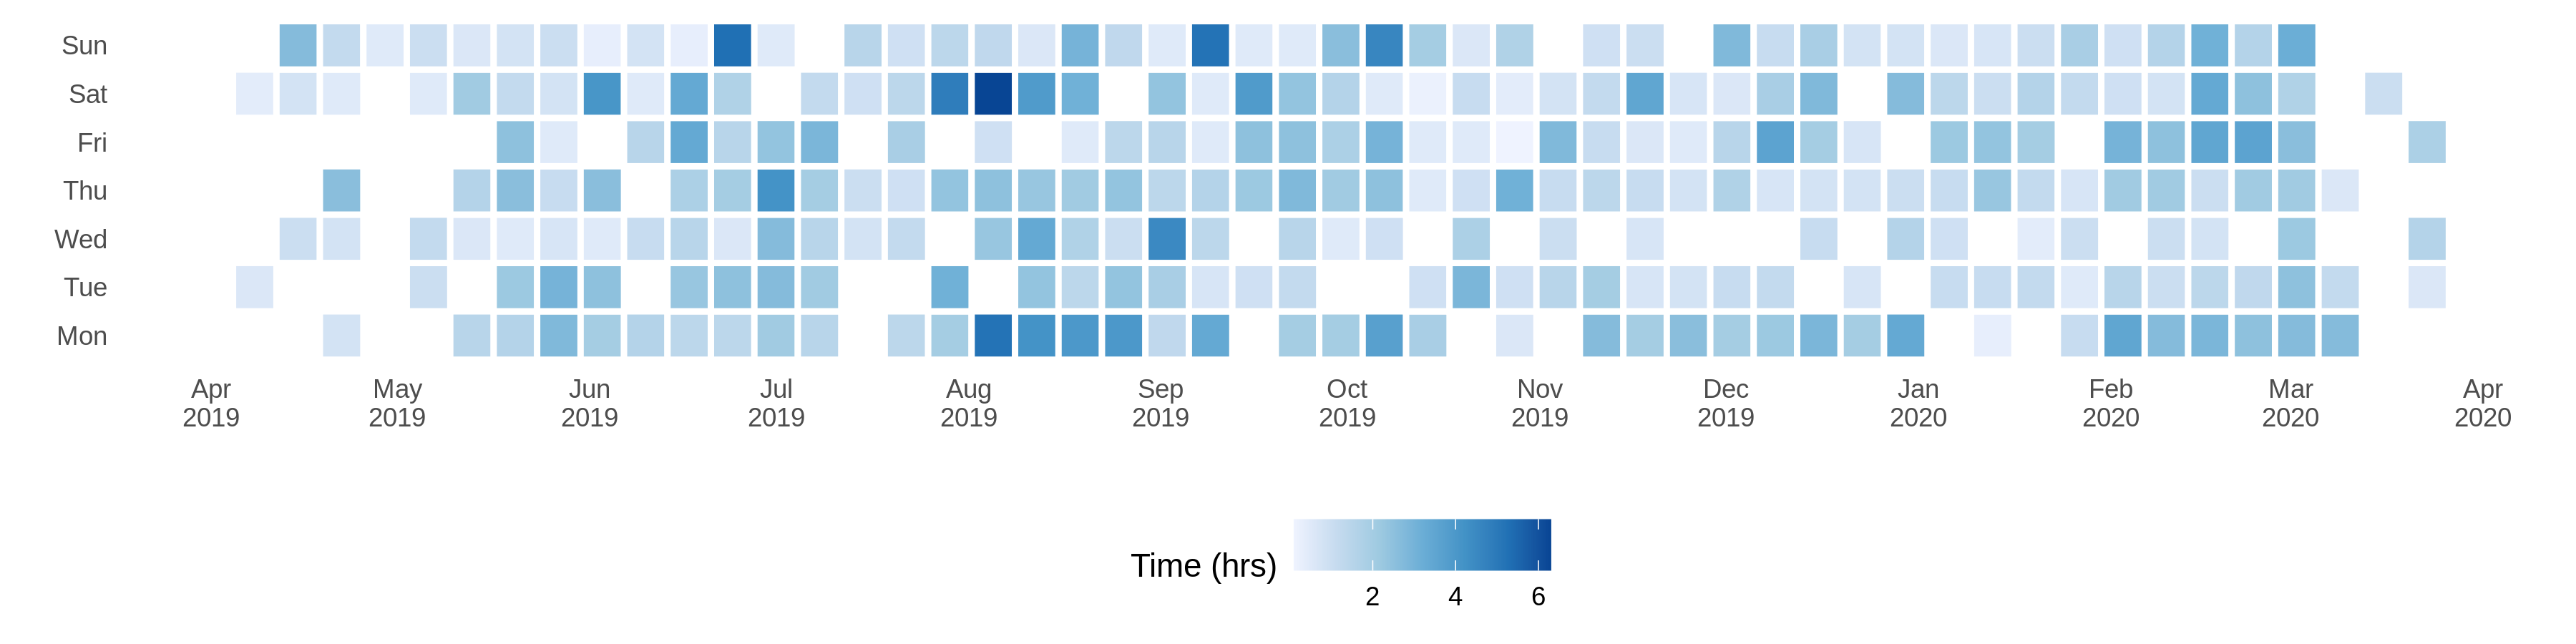 Sun
Sat
Fri
Thu
Wed
Tue
Mon
Apr May Jun Jul Aug Sep Oct Nov Dec Jan Feb Mar Apr
2019 2019 2019 2019 2019 2019 2019 2019 2019 2020 2020 2020 2020
Time (hrs)
2 4 6